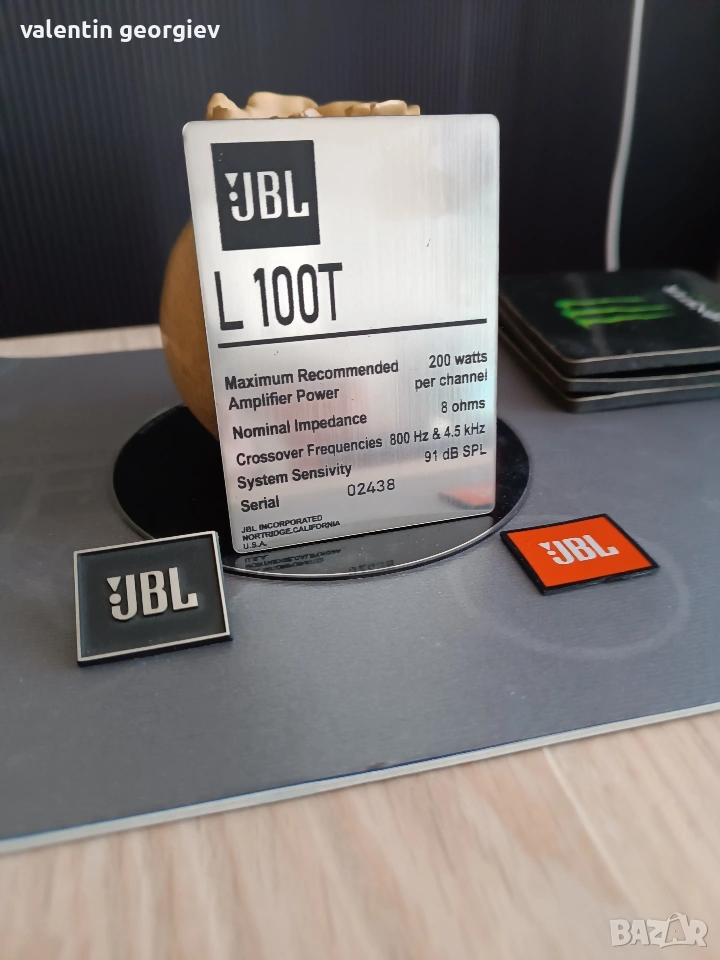 valentin georgiev
JBL
L 100T
Maximum Recommended Amplifier Power 200 watts per channel
Nominal Impedance 8 ohms
Crossover Frequencies 800 Hz & 4.5 kHz
System Sensivity 91 dB SPL
Serial 02438
JBL INCORPORATED
NORTRIDGE.CALIFORNIA
U.S.A.
JBL
JBL
BAZAR